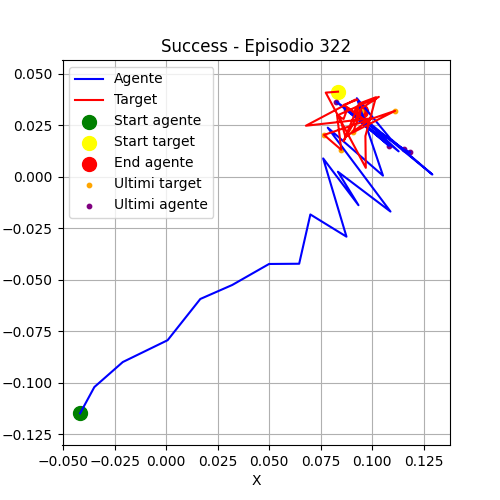 Success - Episodio 322
0.050
0.025
0.000
−0.025
−0.050
−0.075
−0.100
−0.125
Agente
Target
Start agente
Start target
End agente
Ultimi target
Ultimi agente
−0.050 −0.025 0.000 0.025 0.050 0.075 0.100 0.125
X